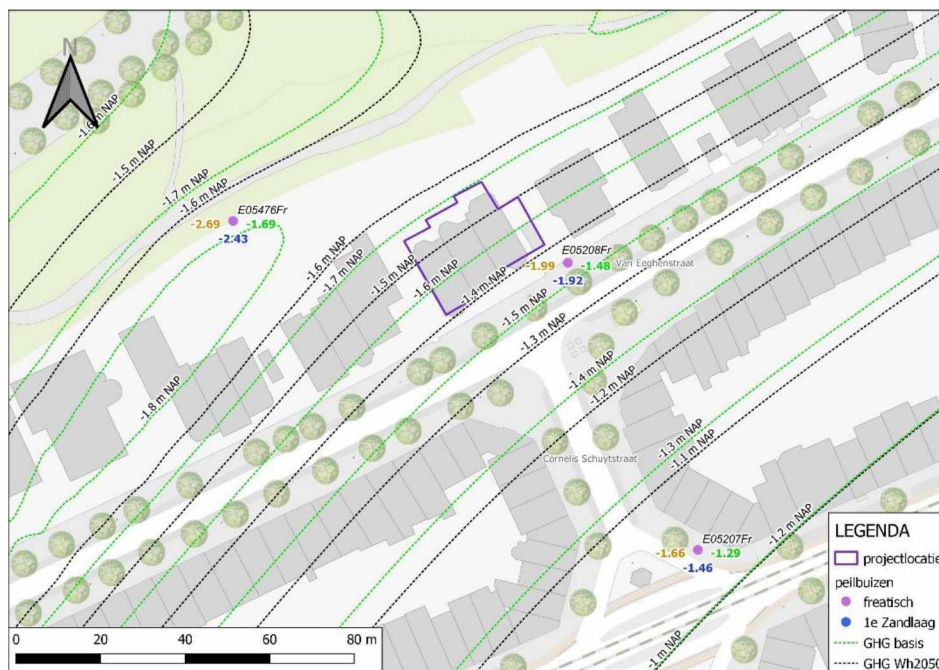 N
-1.6 m NAP
-1.5 m NAP
-1.7 m NAP
-1.6 m NAP
E05476Fr
-2.69 -1.69
-2.43
-1.6 m NAP
-1.7 m NAP
-1.5 m NAP
-1.6 m NAP
-1.4 m NAP
E05208Fr
-1.99 -1.48
-1.92
Van Eeghenstraat
-1.5 m NAP
-1.3 m NAP
-1.8 m NAP
-1.4 m NAP
-1.2 m NAP
Cornelis Schuytstraat
-1.3 m NAP
-1.1 m NAP
-1.2 m NAP
E05207Fr
-1.66 -1.29
-1.46
-1 m NAP
LEGENDA
projectlocatie
peilbuizen
freatisch
1e Zandlaag
GHG basis
GHG Wh2050
0 20 40 60 80 m